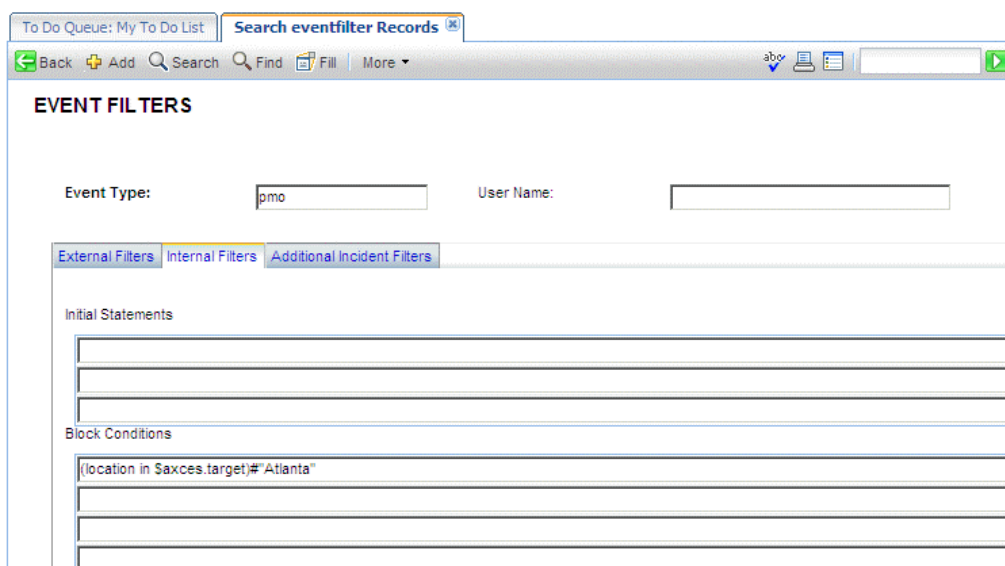 To Do Queue: My To Do List Search eventfilter Records
Back Add Search Find Fill More
abc
EVENT FILTERS
Event Type: pmo User Name:
External Filters Internal Filters Additional Incident Filters
Initial Statements
Block Conditions
(location in $axces.target)#"Atlanta"